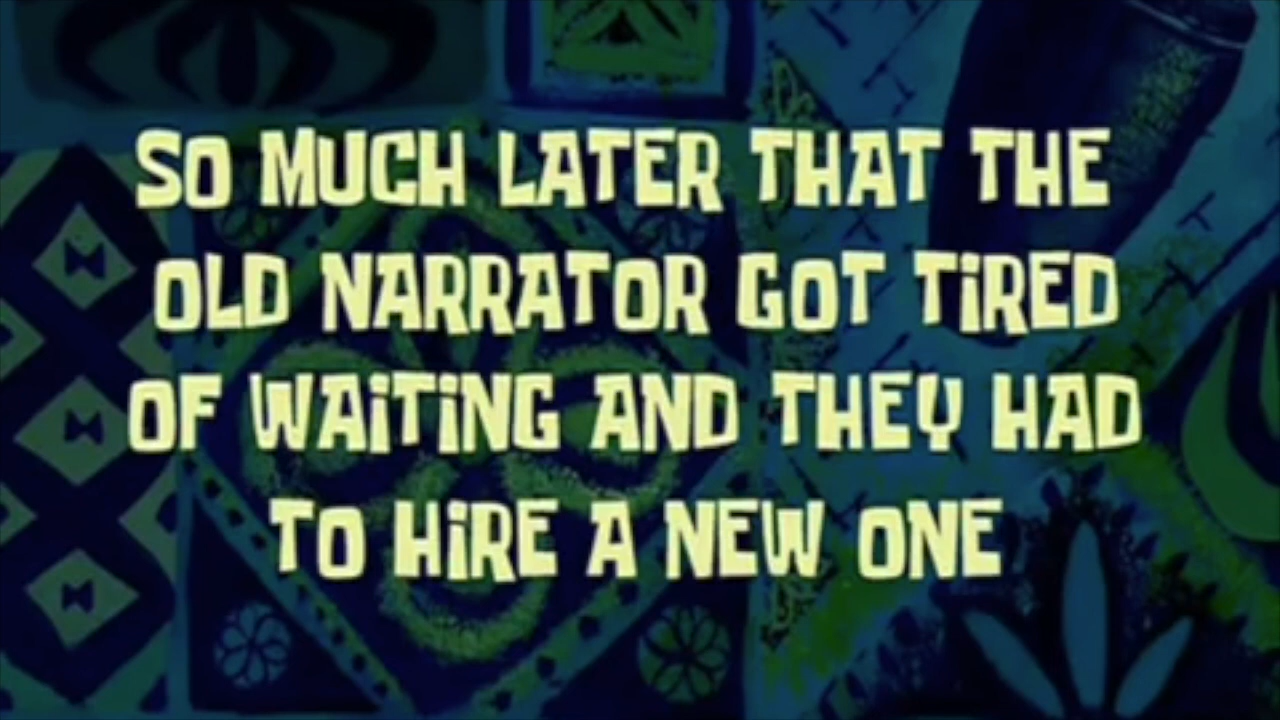 SO MUCH LATER THAT THE
OLD NARRATOR GOT TIRED
OF WAITING AND THEY HAD
TO HIRE A NEW ONE